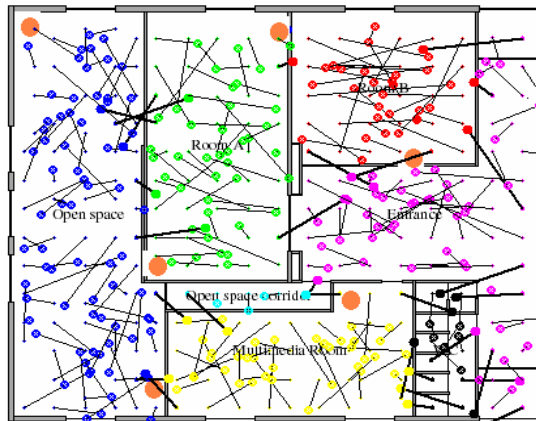 Room B
Room A
Open space
Entrance
Open space corridor
Multimedia Room